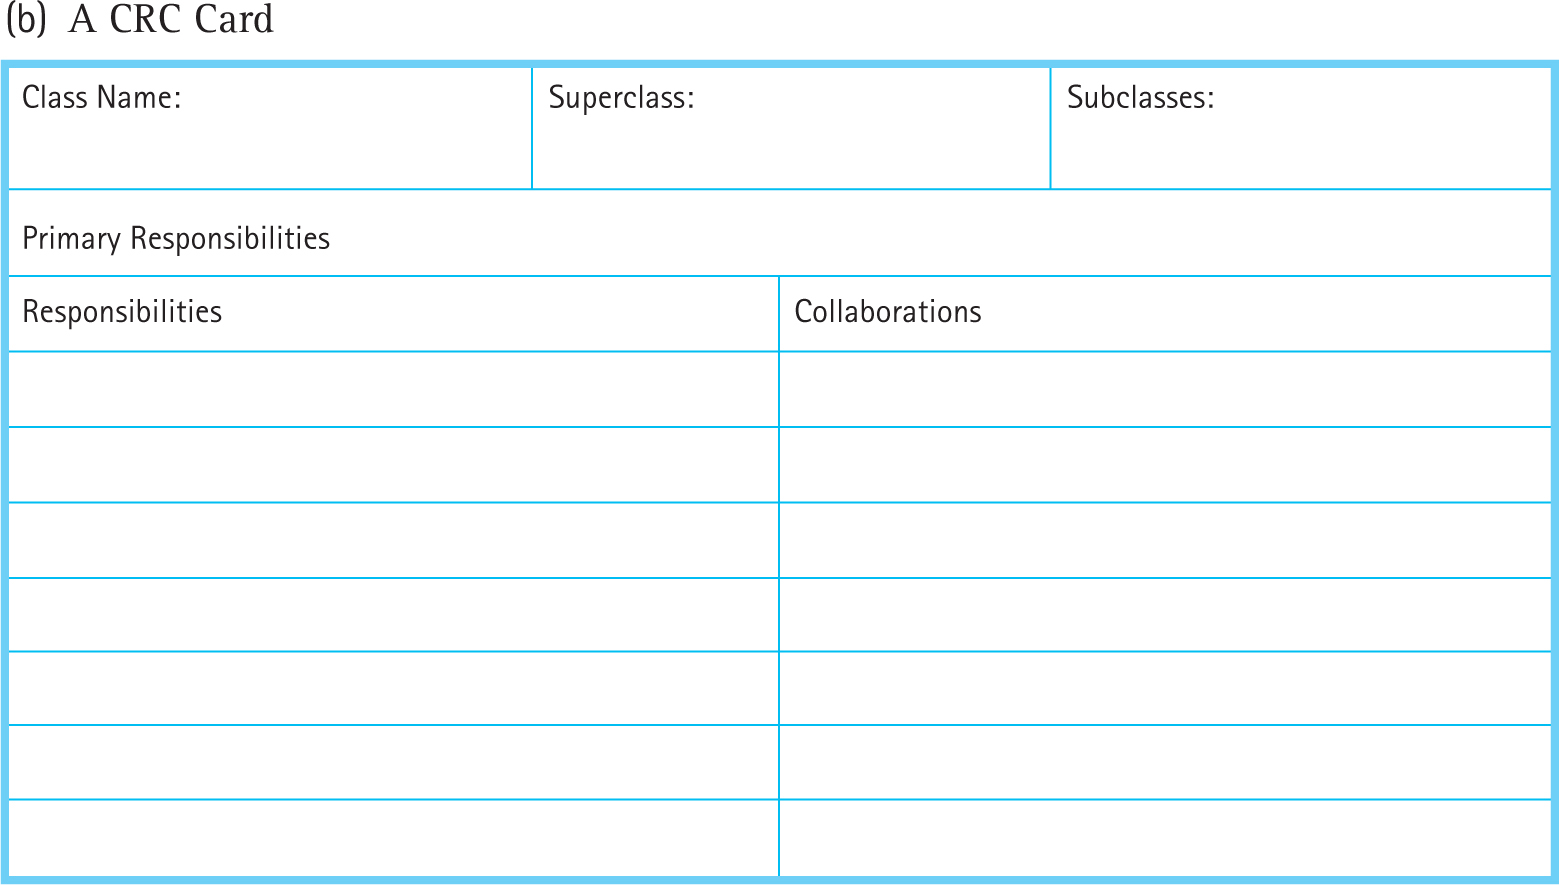 (b) A CRC Card
Class Name: Superclass: Subclasses:
Primary Responsibilities
Responsibilities Collaborations